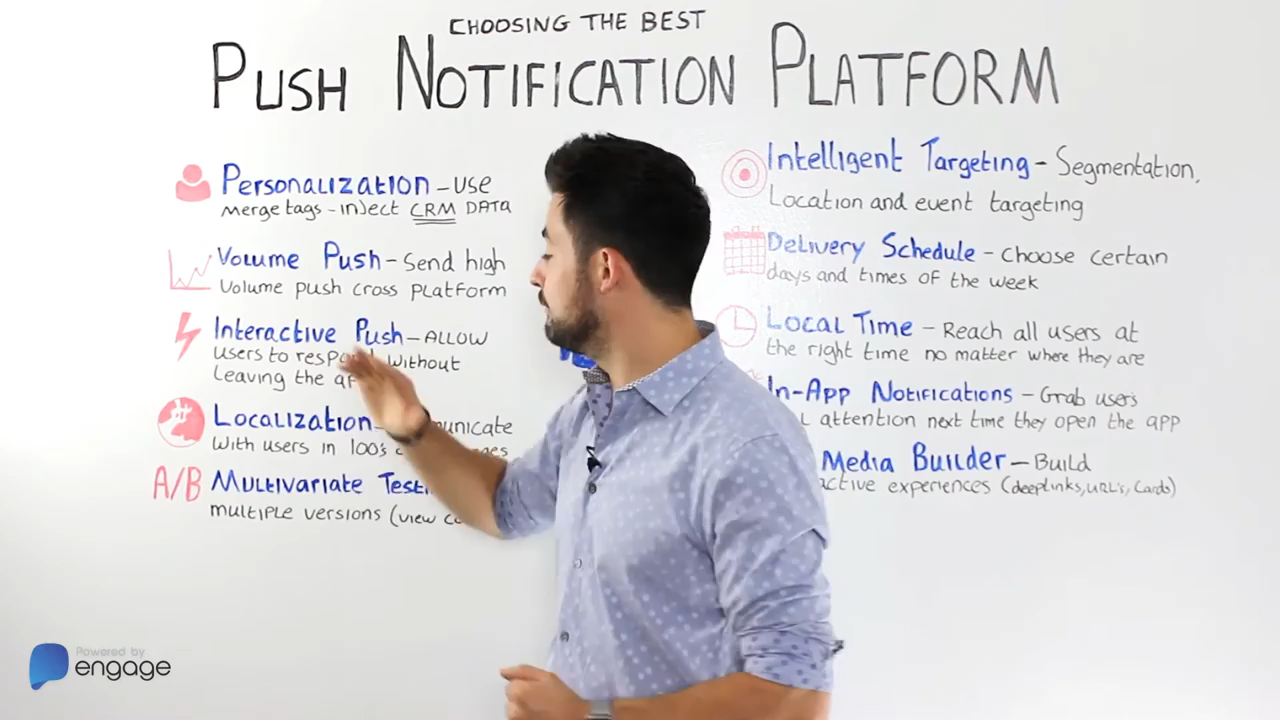 CHOOSING THE BEST
PUSH NOTIFICATION PLATFORM
Personalization - USE
merge tags - inject CRM DATA
Volume Push - Send high
Volume push cross platform
Interactive Push - ALLOW
users to without
Leaving the
Localization
with users in 100's
A/B Multivariate
multiple versions (view
Intelligent Targeting - Segmentation,
Location and event targeting
Delivery Schedule - Choose certain
days and times of the week
Local Time - Reach all users at
the right time no matter where they are
In-App Notifications - Grab users
attention next time they open the app
Media Builder - Build
experiences (deeplinks, URL's, Cards)
Powered by
engage